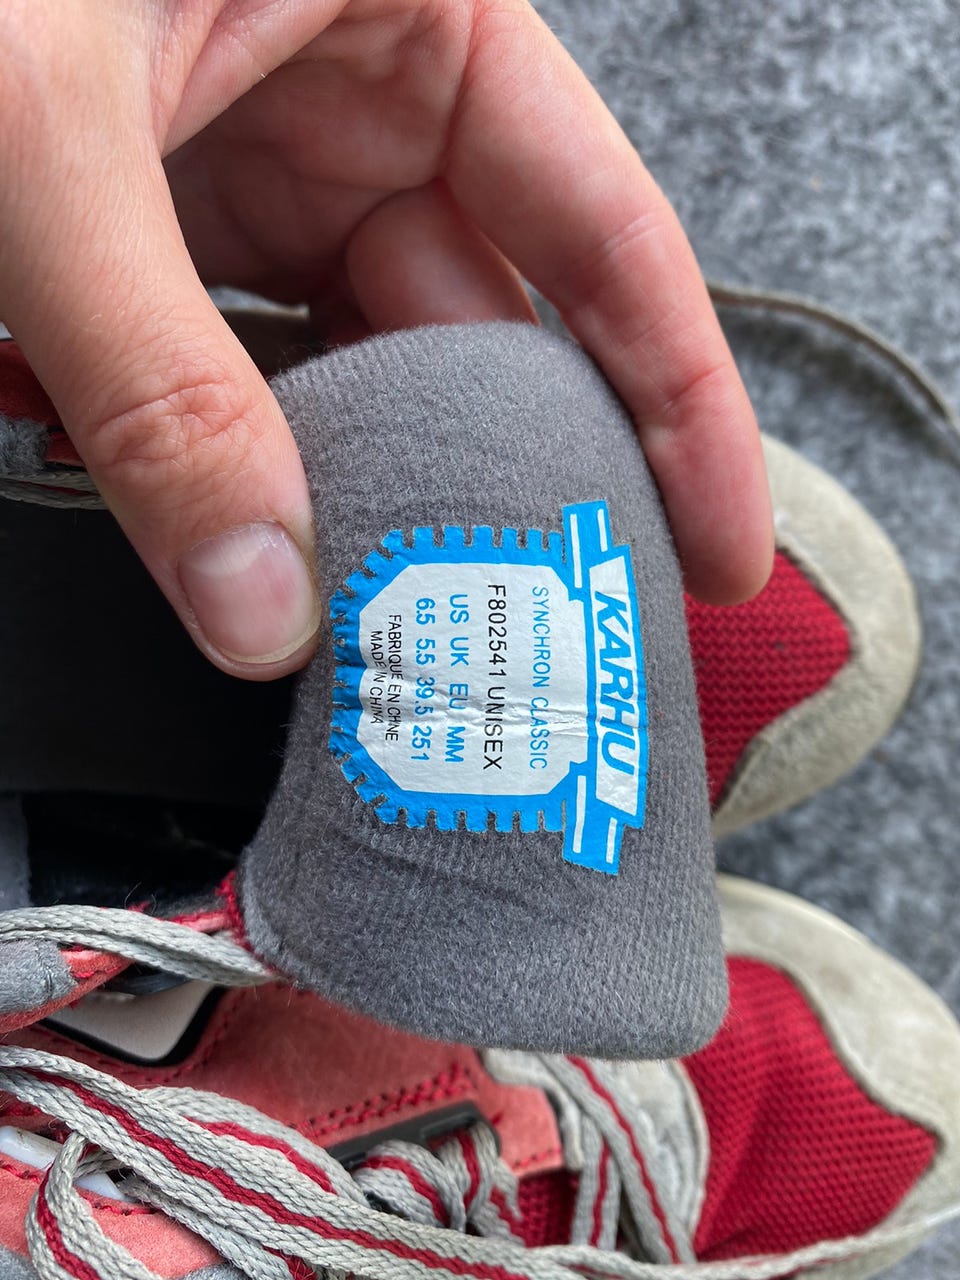 KARHU
SYNCHRON CLASSIC
F802541 UNISEX
US UK EU MM
6.5 5.5 39.5 251
FABRIQUE EN CHINE
MADE IN CHINA